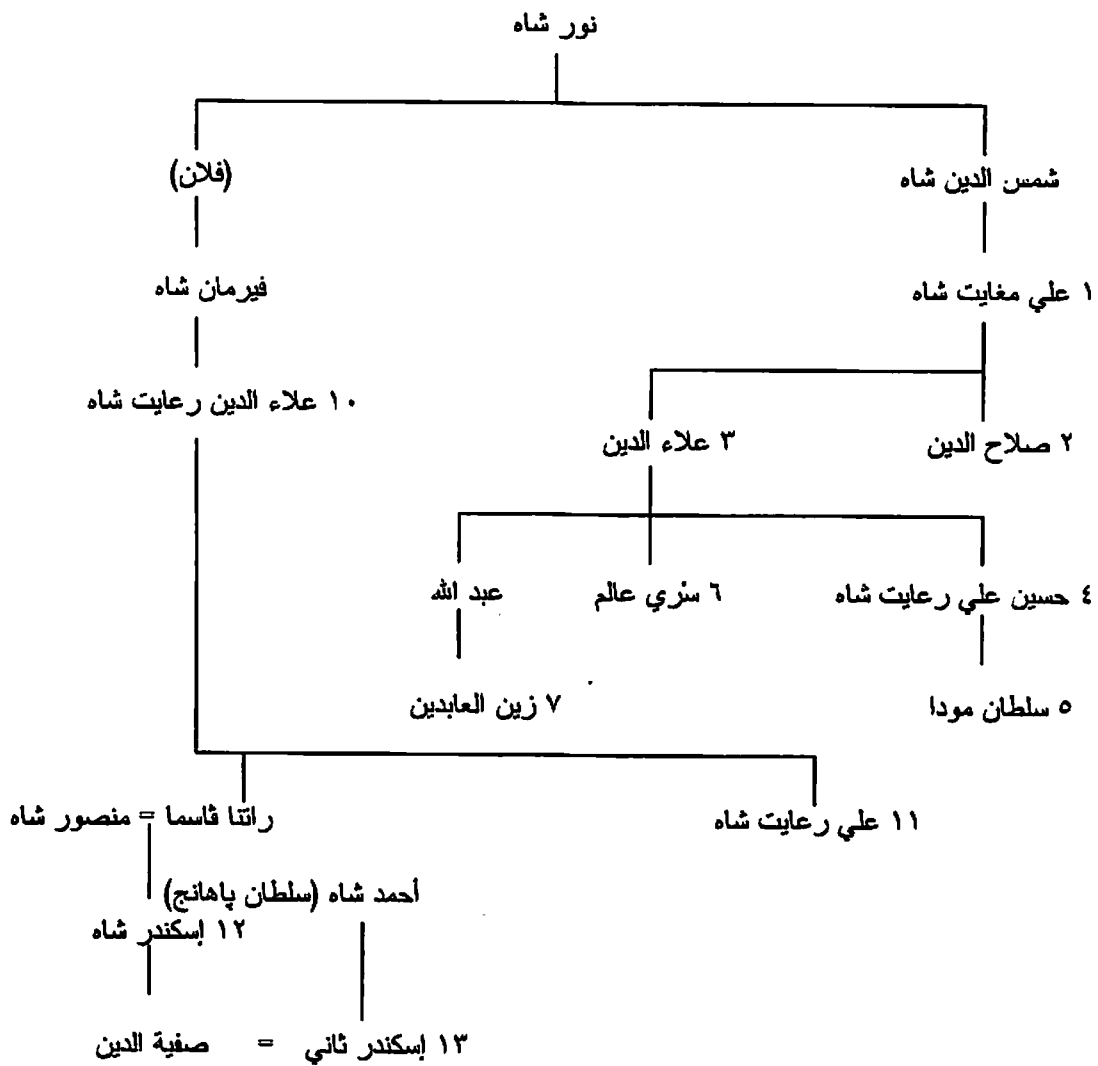 نور شاه
شمس الدين شاه
(فلان)
١ علي مغايت شاه
فيرمان شاه
١٠ علاء الدين رعايت شاه
٢ صلاح الدين
٣ علاء الدين
٤ حسين علي رعايت شاه
٦ سْري عالم
عبد الله
٥ سلطان مودا
٧ زين العابدين
١١ علي رعايت شاه
راتنا ڤاسما = منصور شاه
أحمد شاه (سلطان پاهانج)
١٢ إسكندر شاه
١٣ إسكندر ثاني = صفية الدين